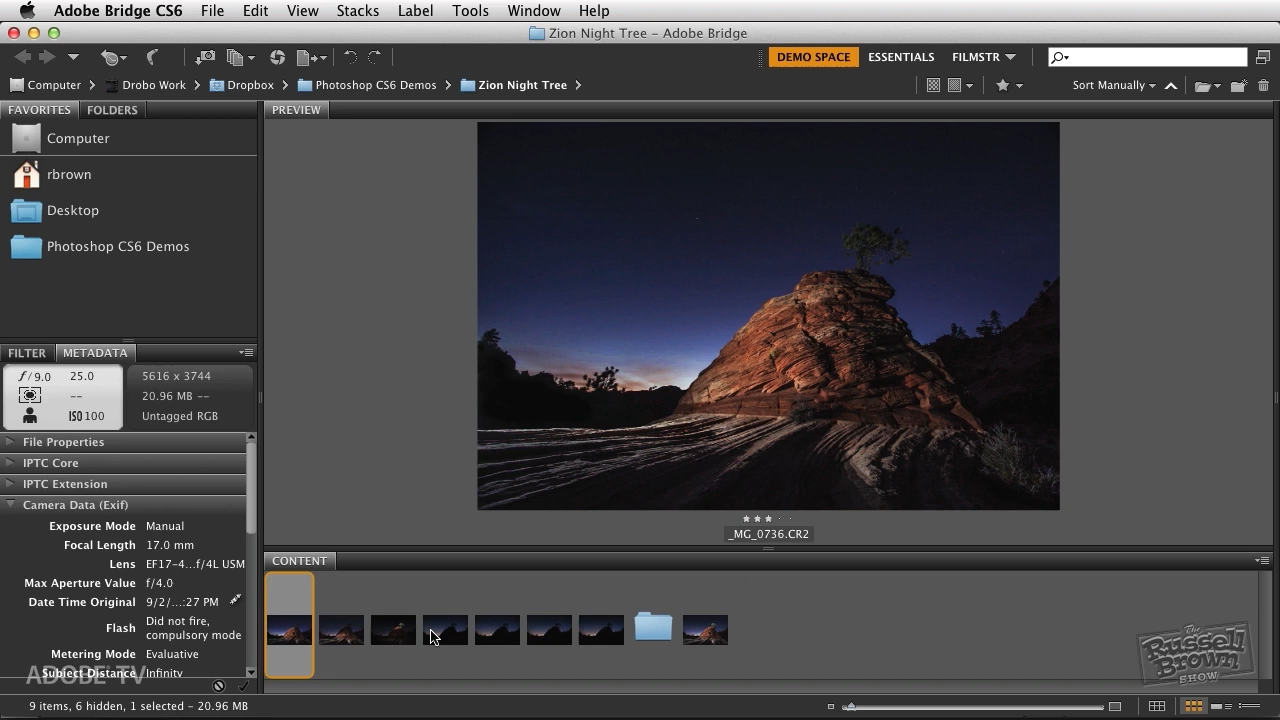 Adobe Bridge CS6 File Edit View Stacks Label Tools Window Help
Zion Night Tree – Adobe Bridge
DEMO SPACE ESSENTIALS FILMSTR
Computer Drobo Work Dropbox Photoshop CS6 Demos Zion Night Tree Sort Manually
FAVORITES FOLDERS
Computer
rbrown
Desktop
Photoshop CS6 Demos
FILTER METADATA
f/9.0 25.0
--
ISO 100
5616 x 3744
20.96 MB --
Untagged RGB
File Properties
IPTC Core
IPTC Extension
Camera Data (Exif)
Exposure Mode Manual
Focal Length 17.0 mm
Lens EF17-4...f/4L USM
Max Aperture Value f/4.0
Date Time Original 9/2/...:27 PM
Flash Did not fire,
compulsory mode
Metering Mode Evaluative
Subject Distance Infinity
ADOBE TV
9 items, 6 hidden, 1 selected – 20.96 MB
PREVIEW
_MG_0736.CR2
CONTENT
The
Russell
Brown
SHOW